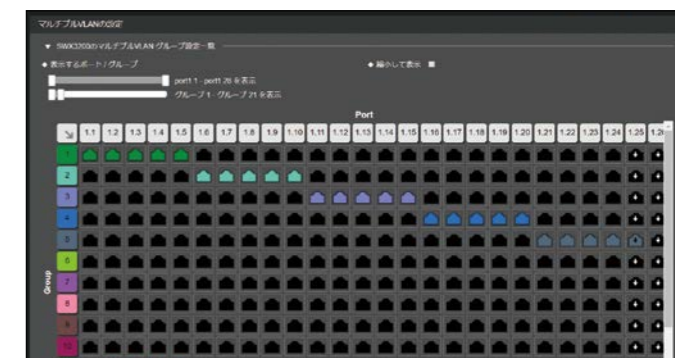 マルチプルVLANの設定
▼ SWX3200のマルチプルVLAN グループ設定一覧
◆ 表示するポート / グループ ◆ 縮小して表示
port1.1 - port1.28 を表示
グループ 1 - グループ 21 を表示
Port
1.1 1.2 1.3 1.4 1.5 1.6 1.7 1.8 1.9 1.10 1.11 1.12 1.13 1.14 1.15 1.16 1.17 1.18 1.19 1.20 1.21 1.22 1.23 1.24 1.25
Group
1
2
3
4
5
6
7
8
9
10